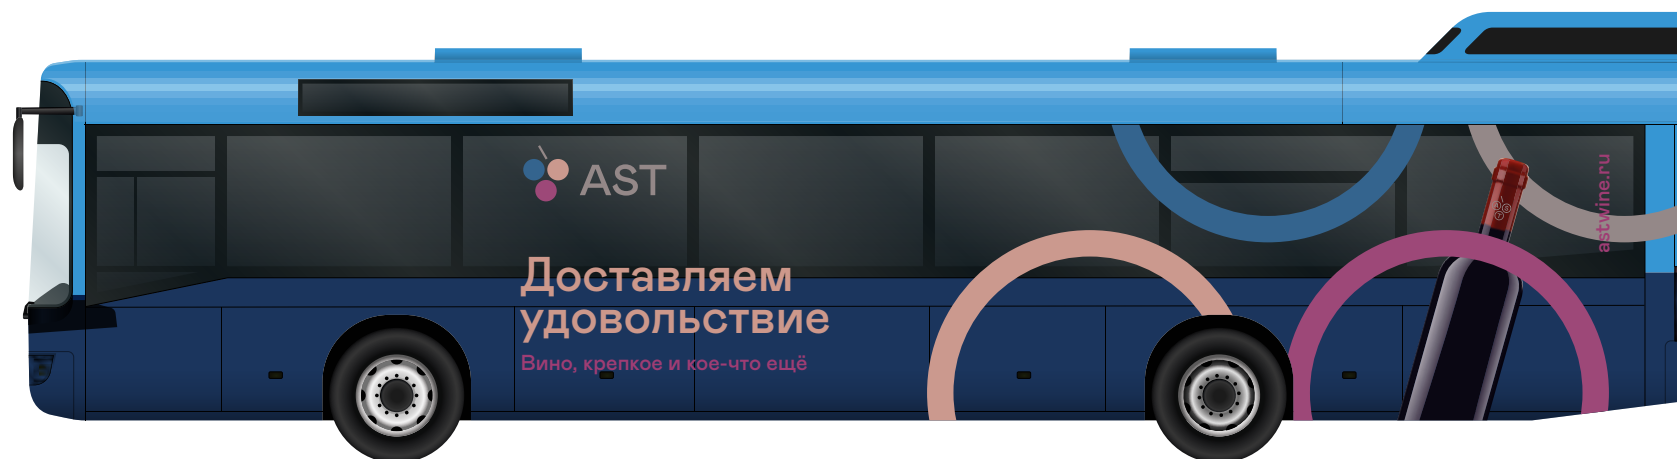 AST
Доставляем
удовольствие
Вино, крепкое и кое-что ещё
astwine.ru